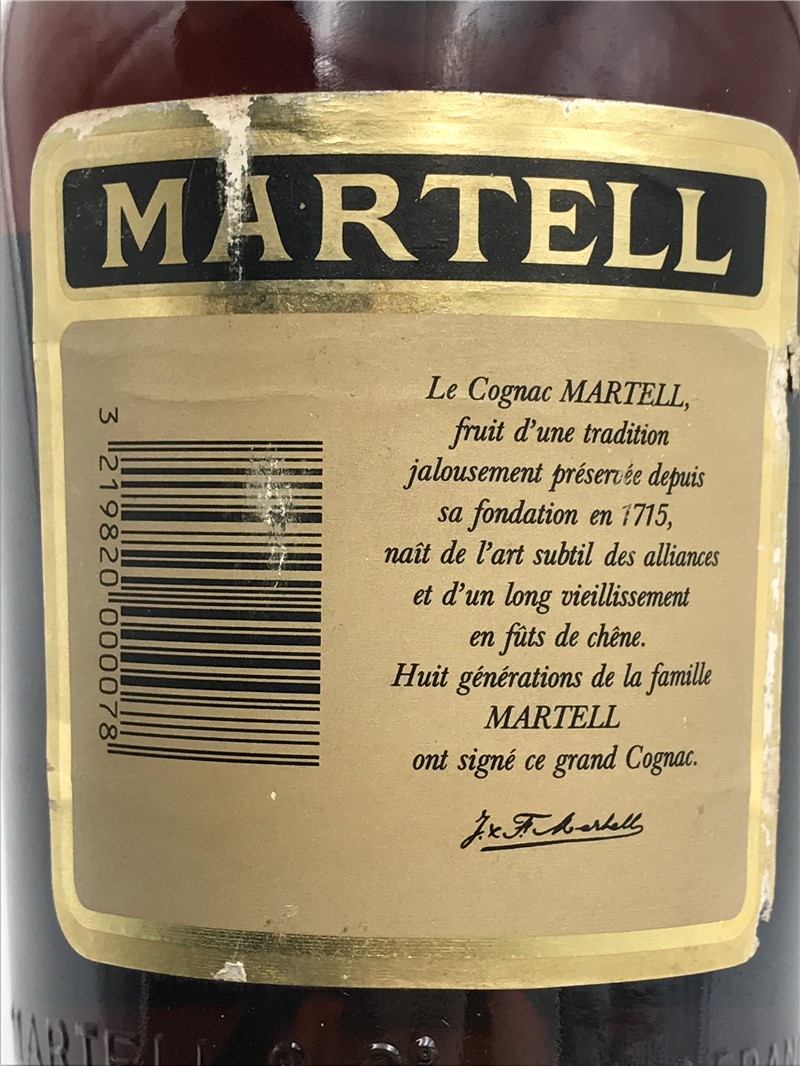 MARTELL
Le Cognac MARTELL,
fruit d'une tradition
jalousement préservée depuis
sa fondation en 1715,
naît de l'art subtil des alliances
et d'un long vieillissement
en fûts de chêne.
Huit générations de la famille
MARTELL
ont signé ce grand Cognac.
J. & F. Martell
3 219820 000078
MARTELL & Cº